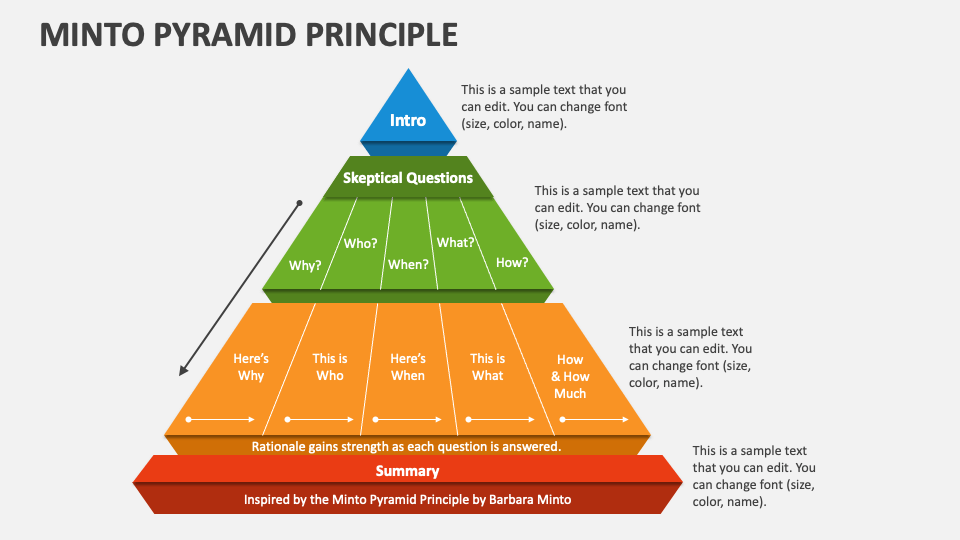 MINTO PYRAMID PRINCIPLE
This is a sample text that you
can edit. You can change font
(size, color, name).
Intro
Skeptical Questions
This is a sample text that you
can edit. You can change font
(size, color, name).
Why?
Who?
When?
What?
How?
This is a sample text
that you can edit. You
can change font (size,
color, name).
Here's
Why
This is
Who
Here's
When
This is
What
How
& How
Much
Rationale gains strength as each question is answered.
Summary
Inspired by the Minto Pyramid Principle by Barbara Minto
This is a sample text
that you can edit. You
can change font (size,
color, name).